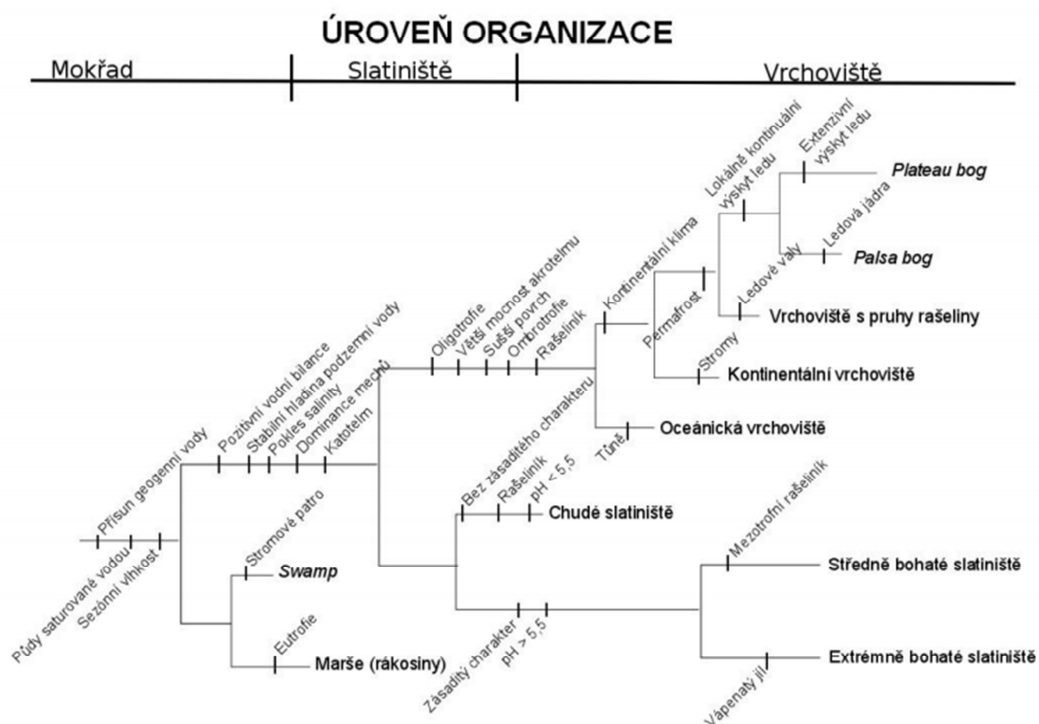 ÚROVEŇ ORGANIZACE
Mokřad
Slatiniště
Vrchoviště
Půdy saturované vodou
Přísun geogenní vody
Sezónní vlhkost
Pozitivní vodní bilance
Stabilní hladina podzemní vody
Pokles salinity
Dominance mechů
Katotelm
Stromové patro
Swamp
Eutrofie
Marše (rákosiny)
Oligotrofie
Větší mocnost akrotelmu
Sušší povrch
Ombrotrofie
Rašeliník
Kontinentální klima
Permafrost
Lokálně kontinuální
výskyt ledu
Extenzivní
výskyt ledu
Plateau bog
Ledová jádra
Palsa bog
Ledové valy
Vrchoviště s pruhy rašeliny
Stromy
Kontinentální vrchoviště
Tůně
Oceánická vrchoviště
Bez zásaditého charakteru
Rašeliník
pH < 5,5
Chudé slatiniště
Zásaditý charakter
pH > 5,5
Mezotrofní rašeliník
Středně bohaté slatiniště
Vápenatý jíl
Extrémně bohaté slatiniště